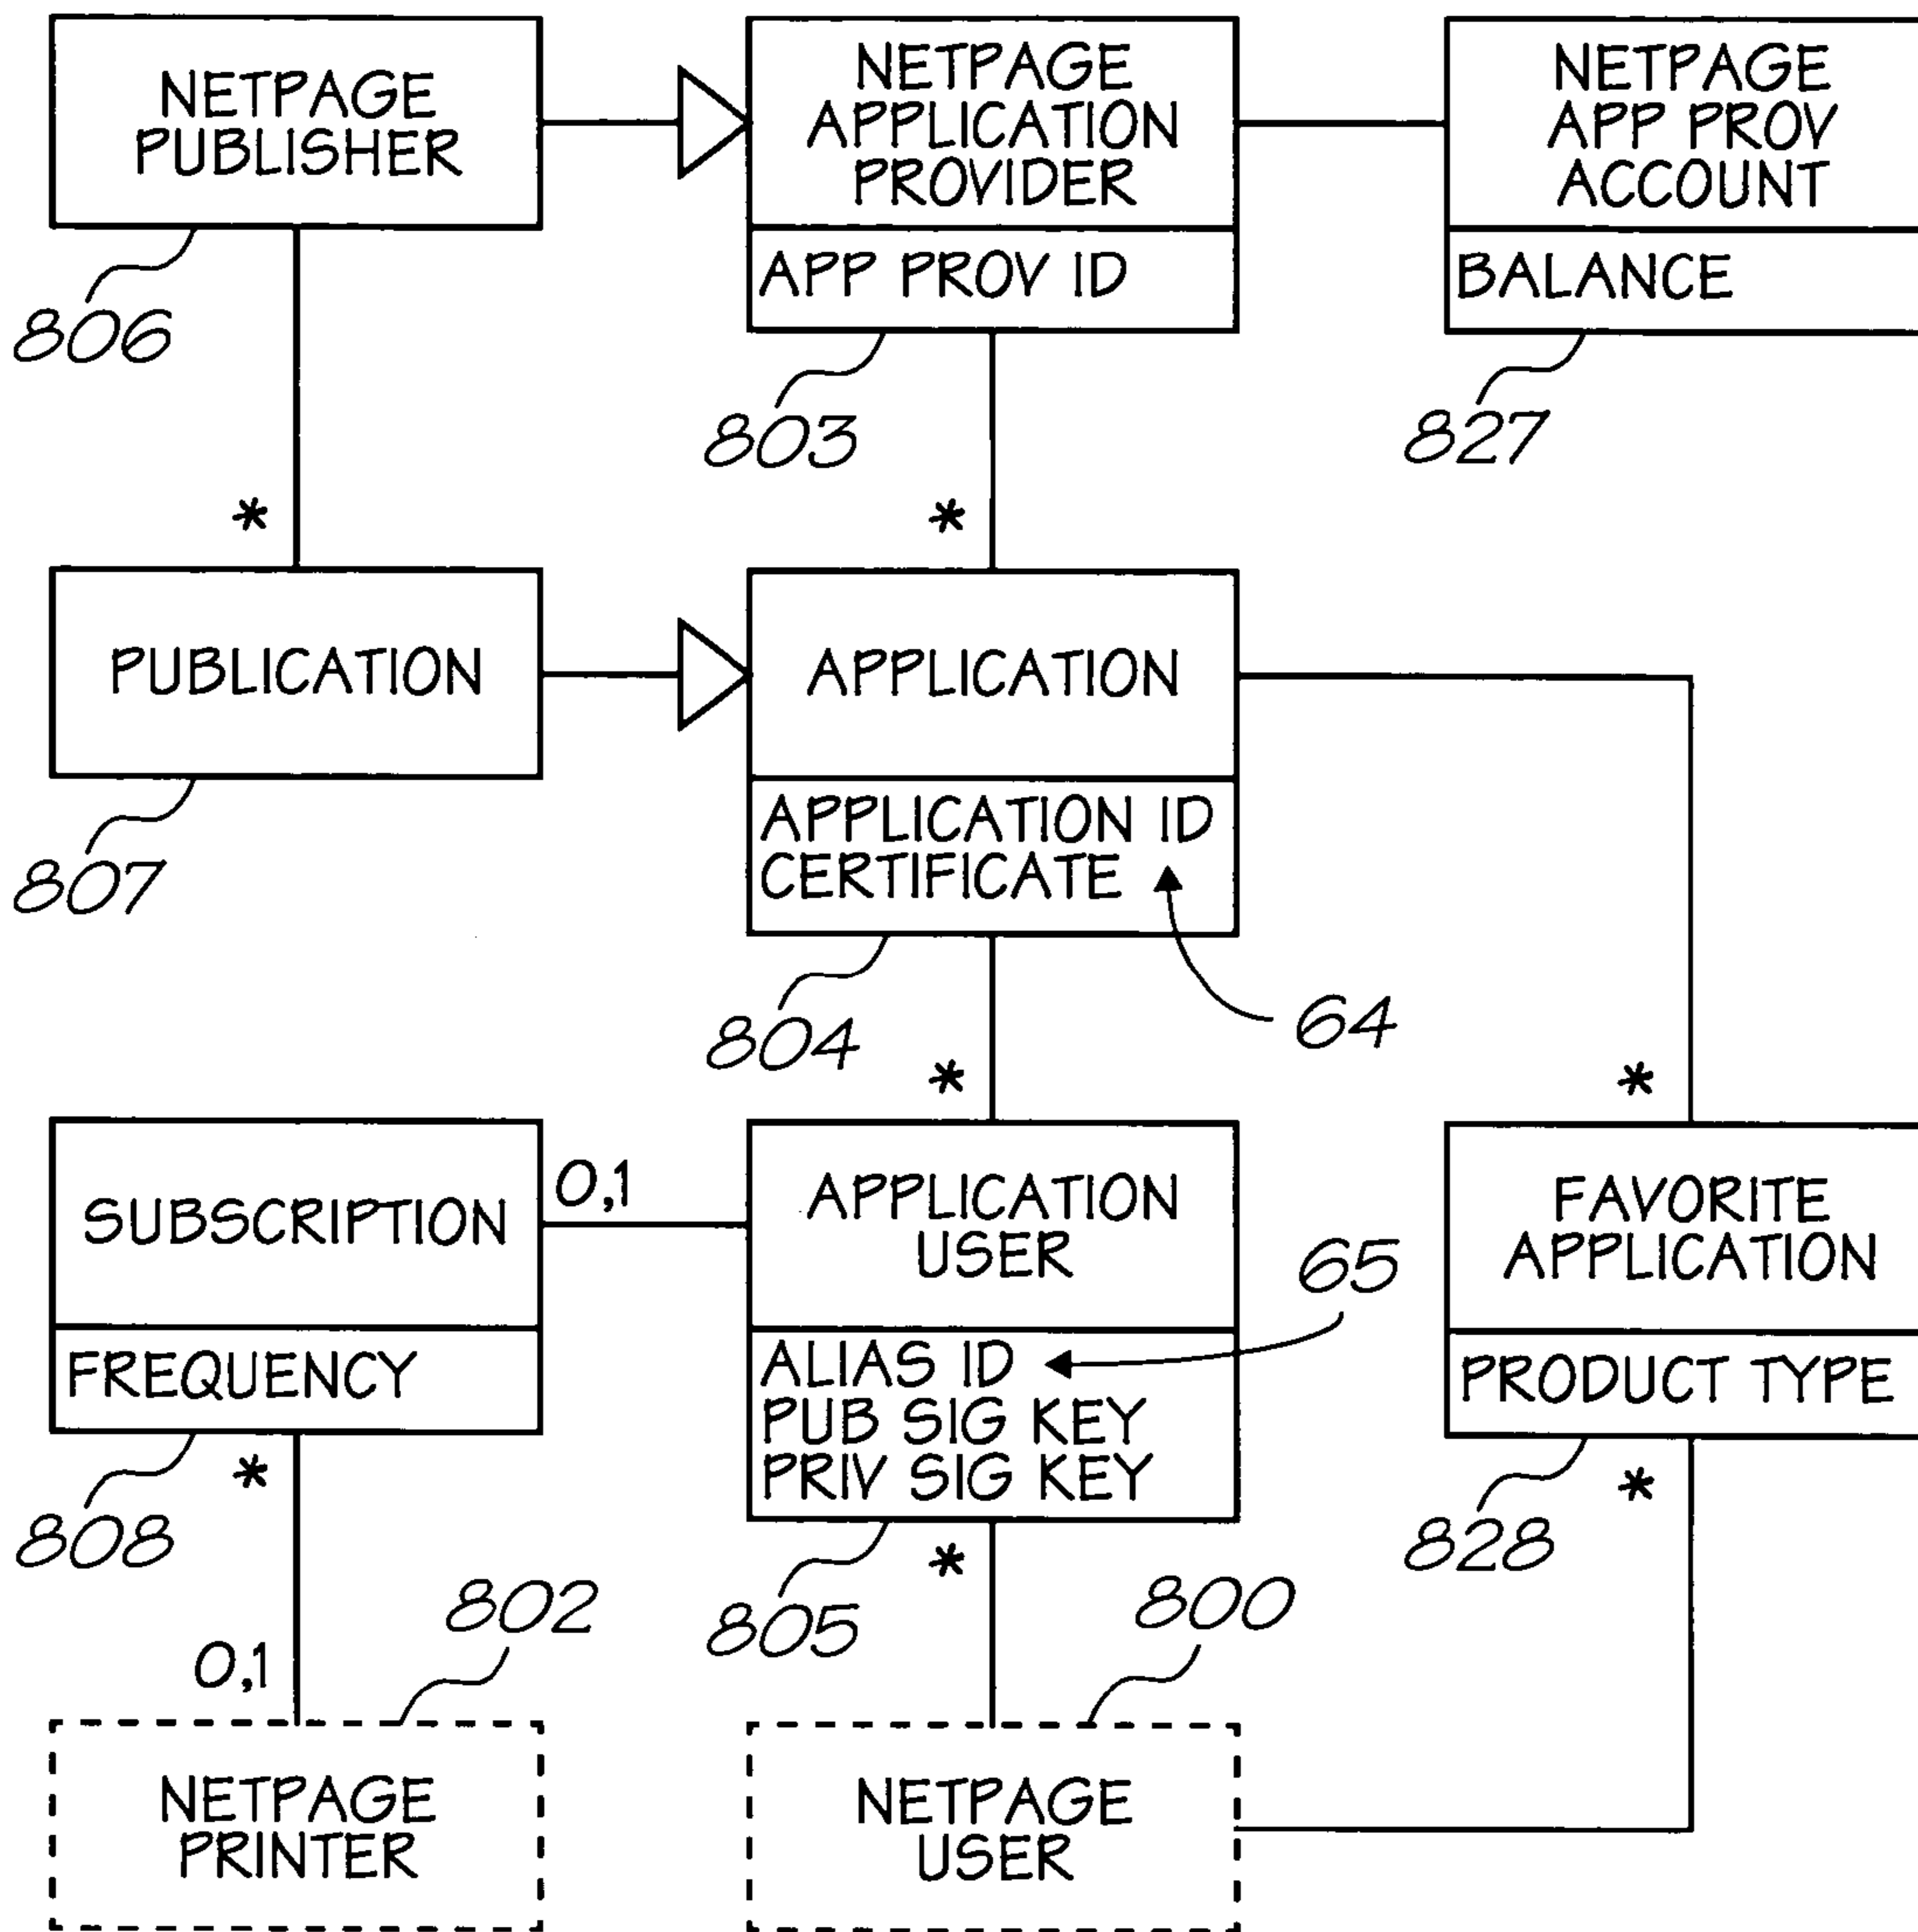 NETPAGE
PUBLISHER
806
NETPAGE
APPLICATION
PROVIDER
APP PROV ID
803
NETPAGE
APP PROV
ACCOUNT
BALANCE
827
*
*
PUBLICATION
807
APPLICATION
APPLICATION ID
CERTIFICATE
64
804
*
*
SUBSCRIPTION
FREQUENCY
0,1
808
*
APPLICATION
USER
ALIAS ID
PUB SIG KEY
PRIV SIG KEY
65
805
*
FAVORITE
APPLICATION
PRODUCT TYPE
828
*
802
0,1
NETPAGE
PRINTER
800
NETPAGE
USER